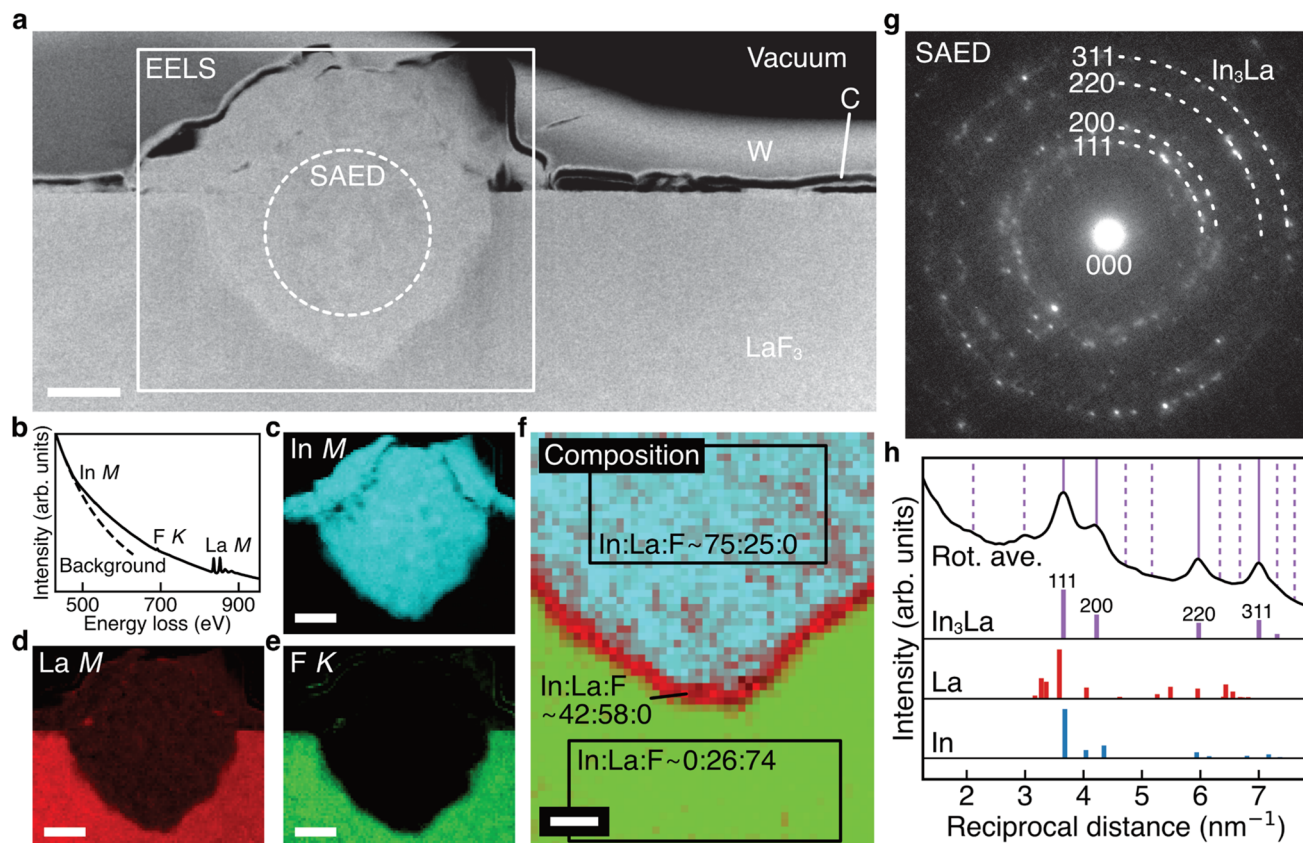 a
EELS
Vacuum
C
W
SAED
LaF₃
g
SAED
311
220
In₃La
200
111
000
b
Intensity (arb. units)
In M
F K
La M
Background
500
700
900
Energy loss (eV)
c
In M
d
La M
e
F K
f
Composition
In:La:F~75:25:0
In:La:F
~42:58:0
In:La:F~0:26:74
h
Intensity (arb. units)
Rot. ave.
111
200
220
311
In₃La
La
In
2
3
4
5
6
7
Reciprocal distance (nm⁻¹)